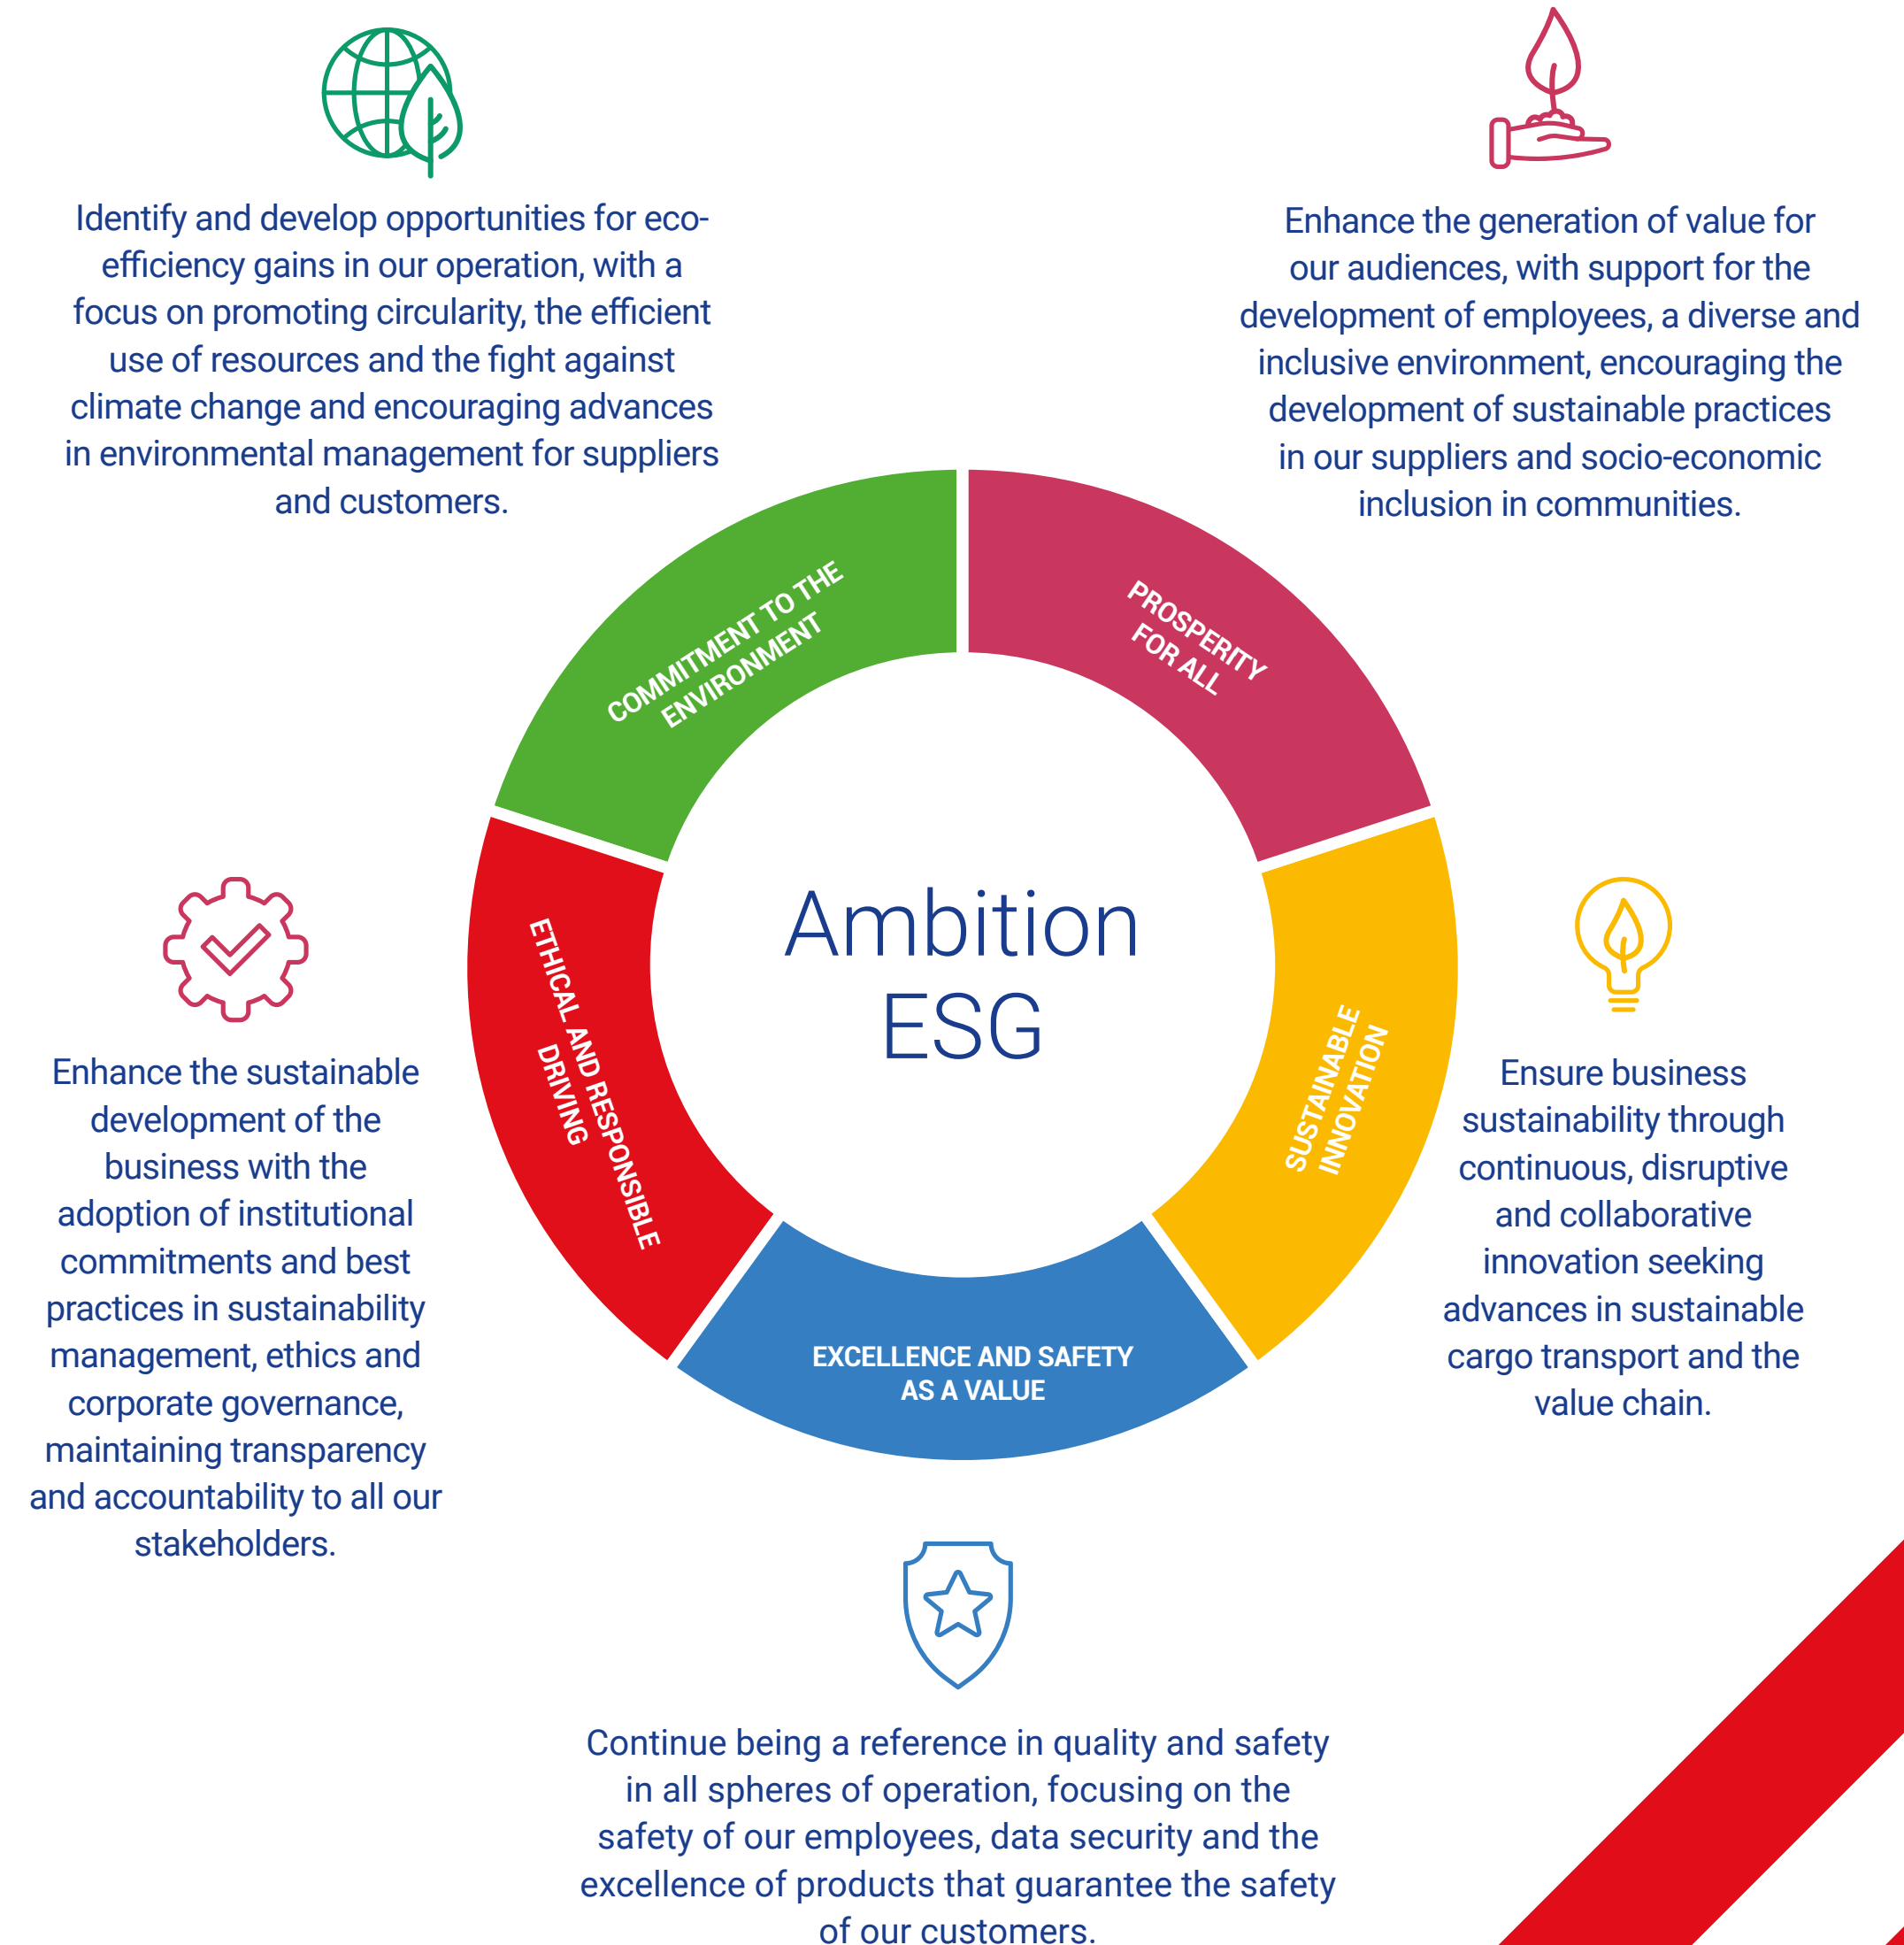 Identify and develop opportunities for eco-
efficiency gains in our operation, with a
focus on promoting circularity, the efficient
use of resources and the fight against
climate change and encouraging advances
in environmental management for suppliers
and customers.
Enhance the generation of value for
our audiences, with support for the
development of employees, a diverse and
inclusive environment, encouraging the
development of sustainable practices
in our suppliers and socio-economic
inclusion in communities.
COMMITMENT TO THE
ENVIRONMENT
PROSPERITY
FOR ALL
Ambition
ESG
ETHICAL AND RESPONSIBLE
DRIVING
SUSTAINABLE
INNOVATION
EXCELLENCE AND SAFETY
AS A VALUE
Enhance the sustainable
development of the
business with the
adoption of institutional
commitments and best
practices in sustainability
management, ethics and
corporate governance,
maintaining transparency
and accountability to all our
stakeholders.
Ensure business
sustainability through
continuous, disruptive
and collaborative
innovation seeking
advances in sustainable
cargo transport and the
value chain.
Continue being a reference in quality and safety
in all spheres of operation, focusing on the
safety of our employees, data security and the
excellence of products that guarantee the safety
of our customers.